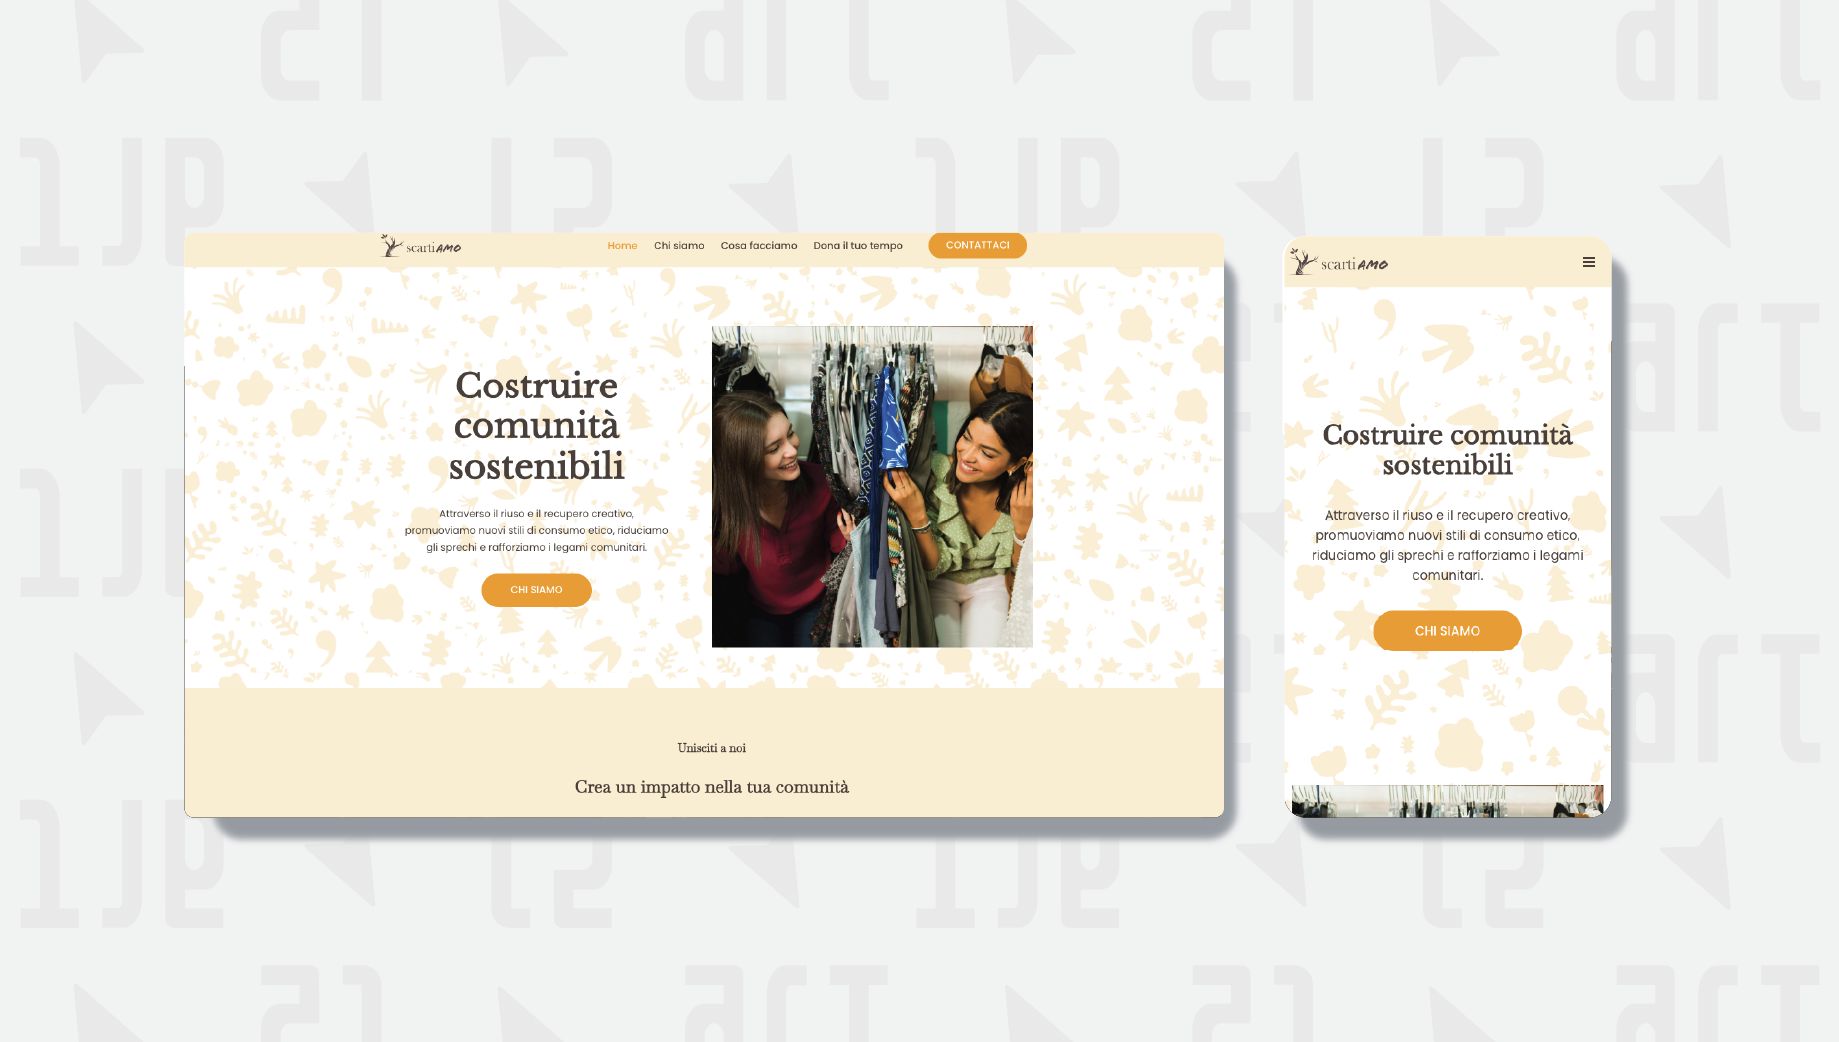 scartiAMO
Home Chi siamo Cosa facciamo Dona il tuo tempo CONTATTACI
Costruire
comunità
sostenibili
Attraverso il riuso e il recupero creativo,
promuoviamo nuovi stili di consumo etico, riduciamo
gli sprechi e rafforziamo i legami comunitari.
CHI SIAMO
Unisciti a noi
Crea un impatto nella tua comunità
scartiAMO
Costruire comunità
sostenibili
Attraverso il riuso e il recupero creativo,
promuoviamo nuovi stili di consumo etico,
riduciamo gli sprechi e rafforziamo i legami
comunitari.
CHI SIAMO